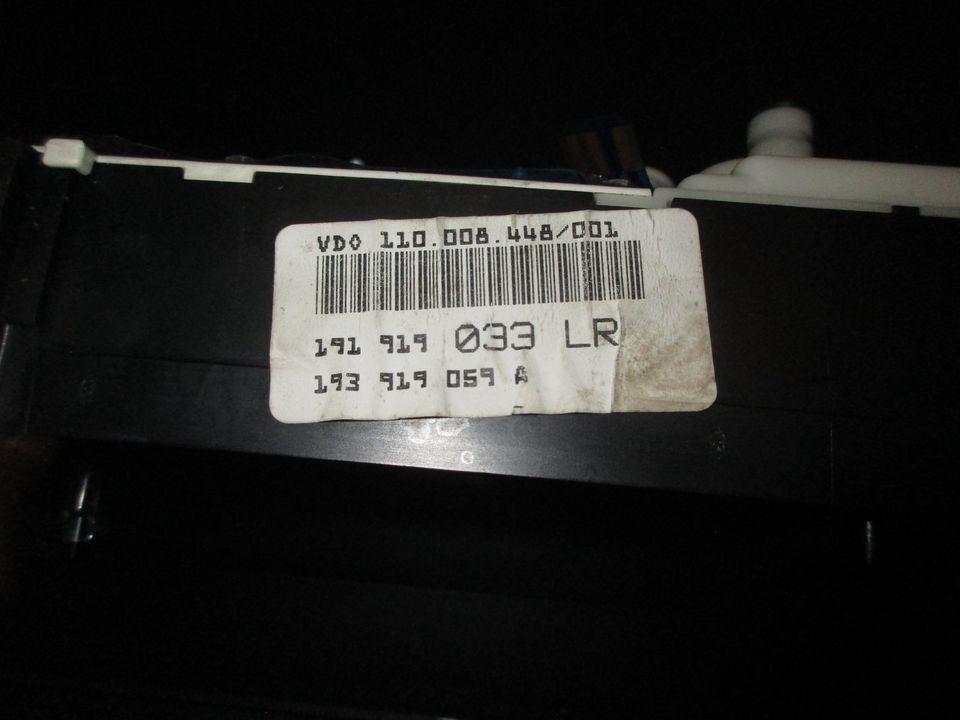 VDO 110.008.448/001
191 919 033 LR
193 919 059 A